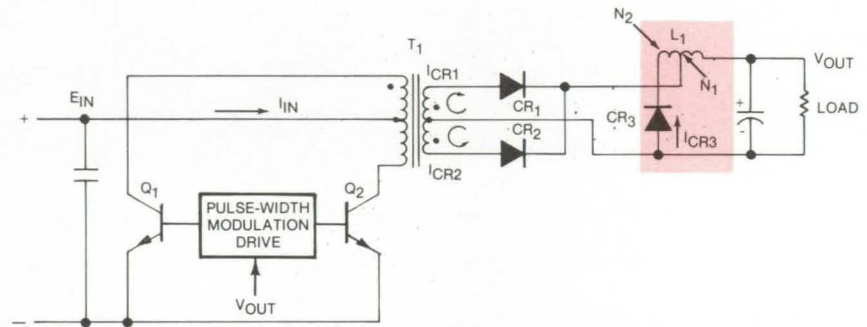 N2
L1
T1
VOUT
ICR1
N1
EIN
IIN
CR1
+
CR3
+
LOAD
CR2
-
ICR3
ICR2
Q1
Q2
PULSE-WIDTH
MODULATION
DRIVE
VOUT
—